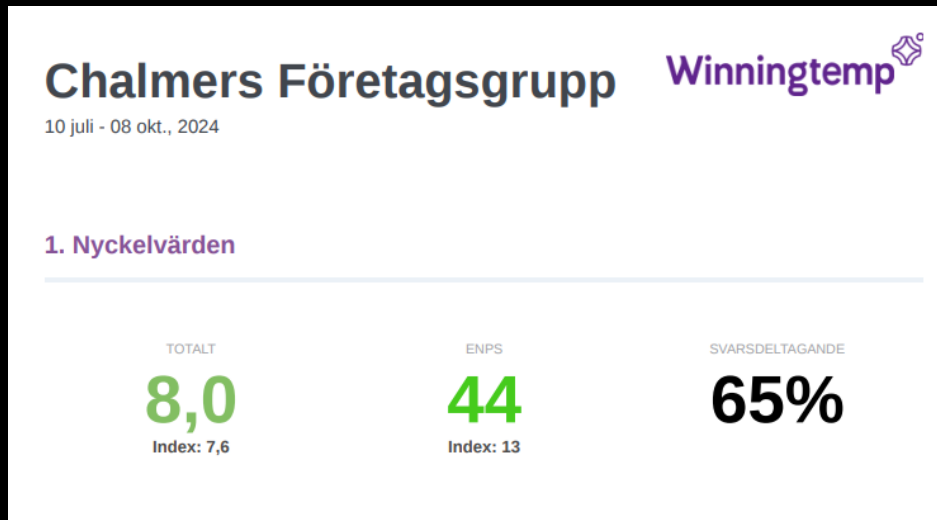 Chalmers Företagsgrupp
Winningtemp
10 juli - 08 okt., 2024
1. Nyckelvärden
TOTALT
8,0
Index: 7,6
ENPS
44
Index: 13
SVARSDELTAGANDE
65%